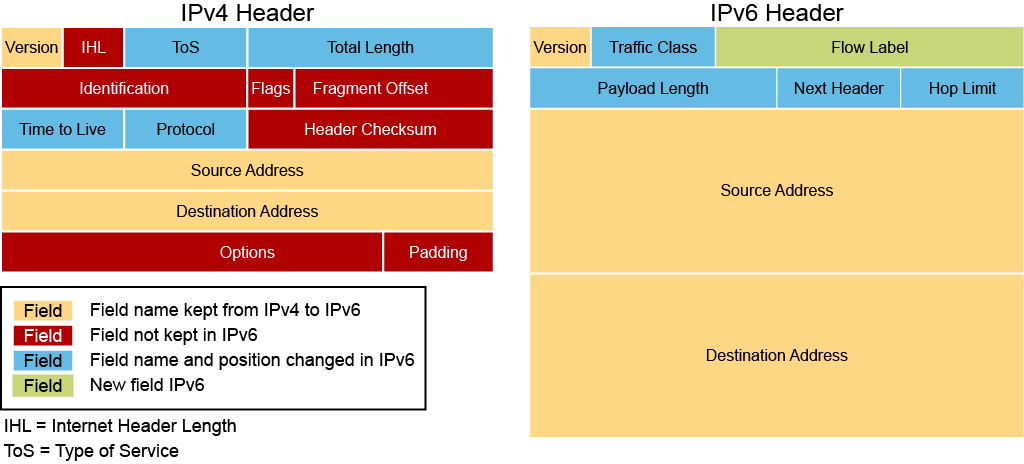 IPv4 Header
Version IHL ToS Total Length
Identification Flags Fragment Offset
Time to Live Protocol Header Checksum
Source Address
Destination Address
Options Padding
Field Field name kept from IPv4 to IPv6
Field Field not kept in IPv6
Field Field name and position changed in IPv6
Field New field IPv6
IHL = Internet Header Length
ToS = Type of Service
IPv6 Header
Version Traffic Class Flow Label
Payload Length Next Header Hop Limit
Source Address
Destination Address